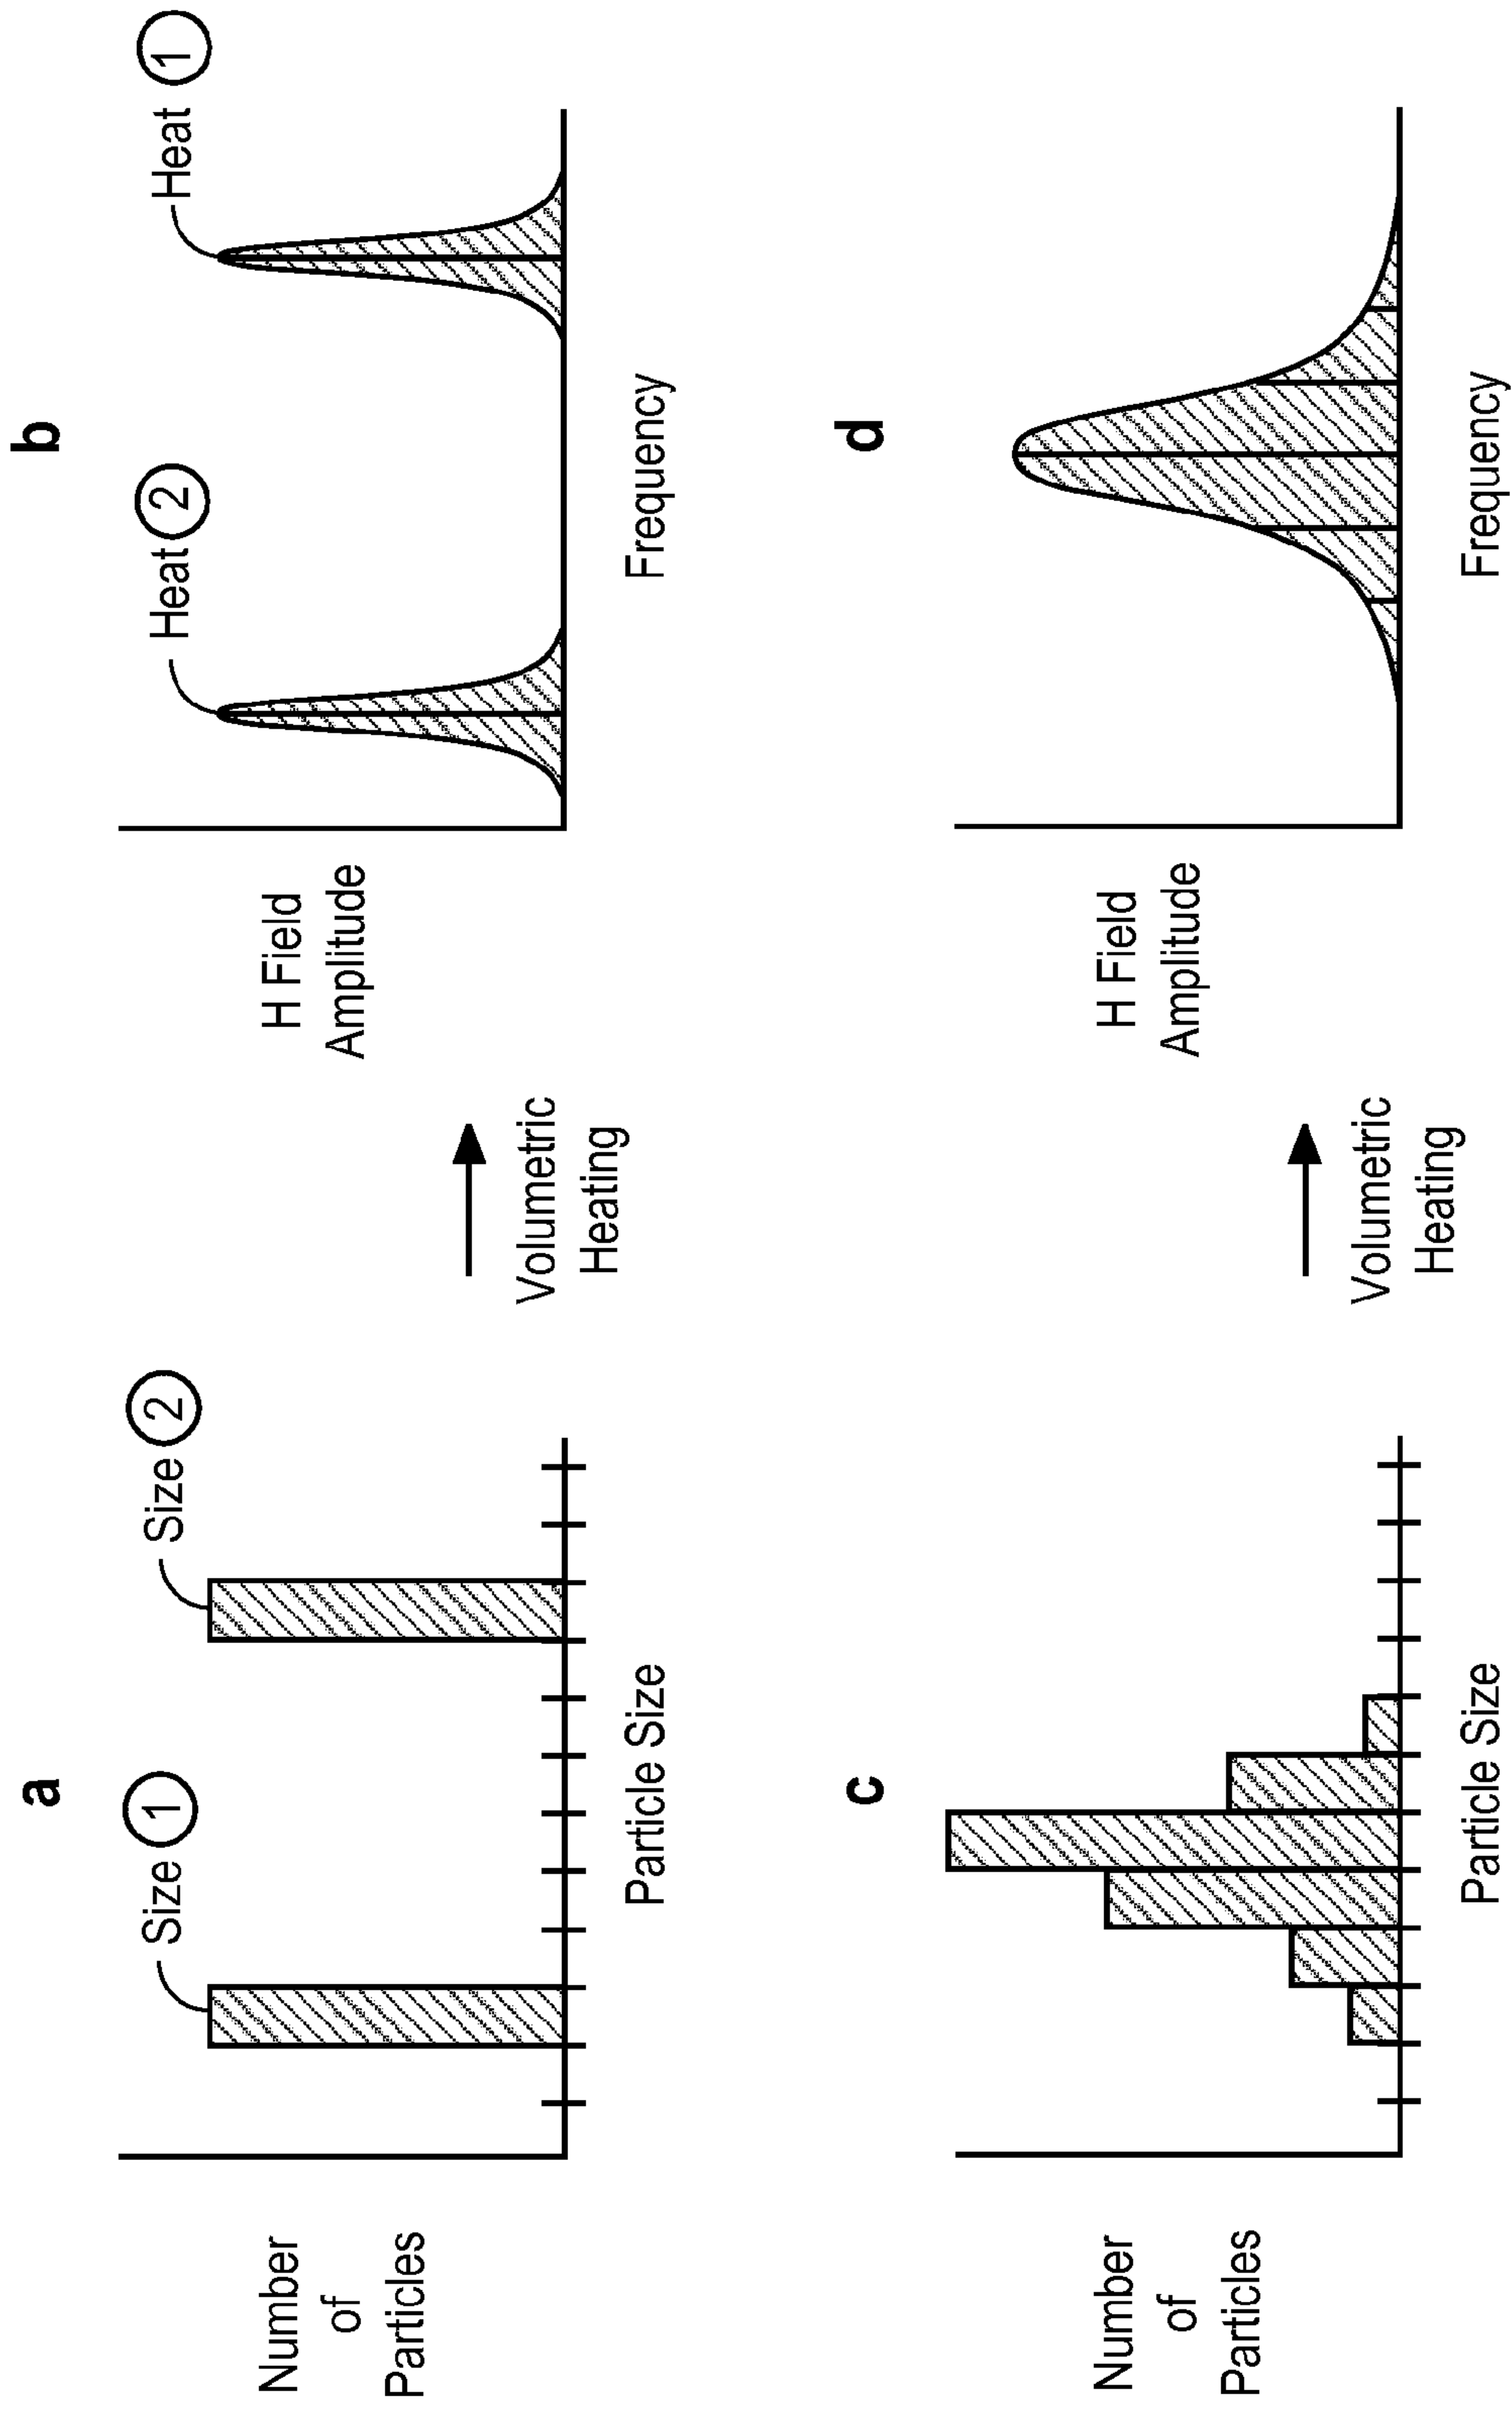 a
Size 1
Size 2
Number
of
Particles
Particle Size
Volumetric
Heating
b
Heat 2
Heat 1
H Field
Amplitude
Frequency
c
Number
of
Particles
Particle Size
Volumetric
Heating
d
H Field
Amplitude
Frequency